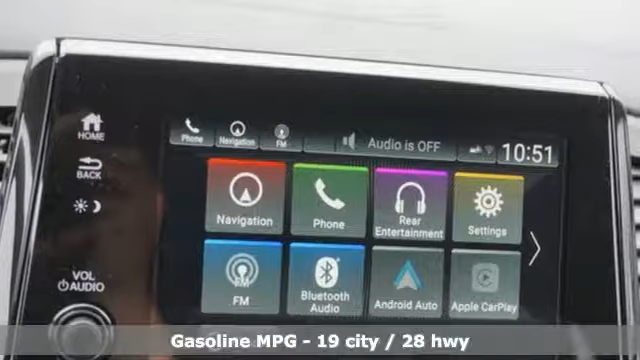 HOME
BACK
VOL
AUDIO
Phone
Navigation
FM
Audio is OFF
10:51
Navigation
Phone
Rear
Entertainment
Settings
FM
Bluetooth
Audio
Android Auto
Apple CarPlay
Gasoline MPG - 19 city / 28 hwy